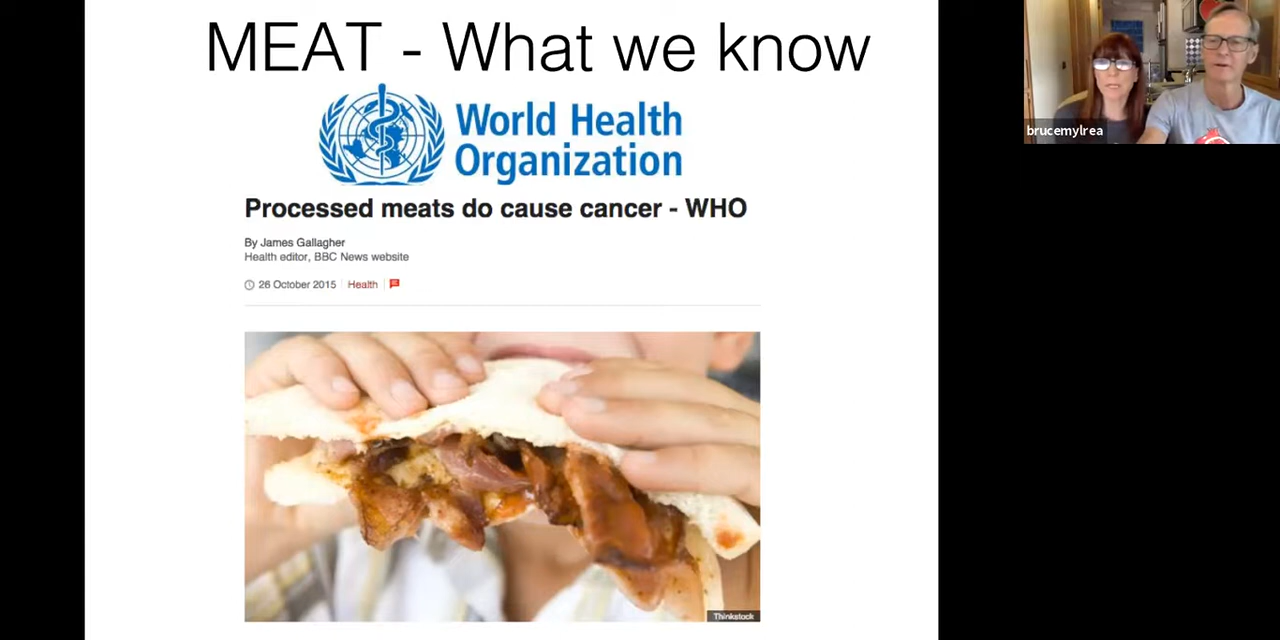 MEAT - What we know
World Health
Organization
Processed meats do cause cancer - WHO
By James Gallagher
Health editor, BBC News website
26 October 2015
Health
Thinkstock
brucemylrea